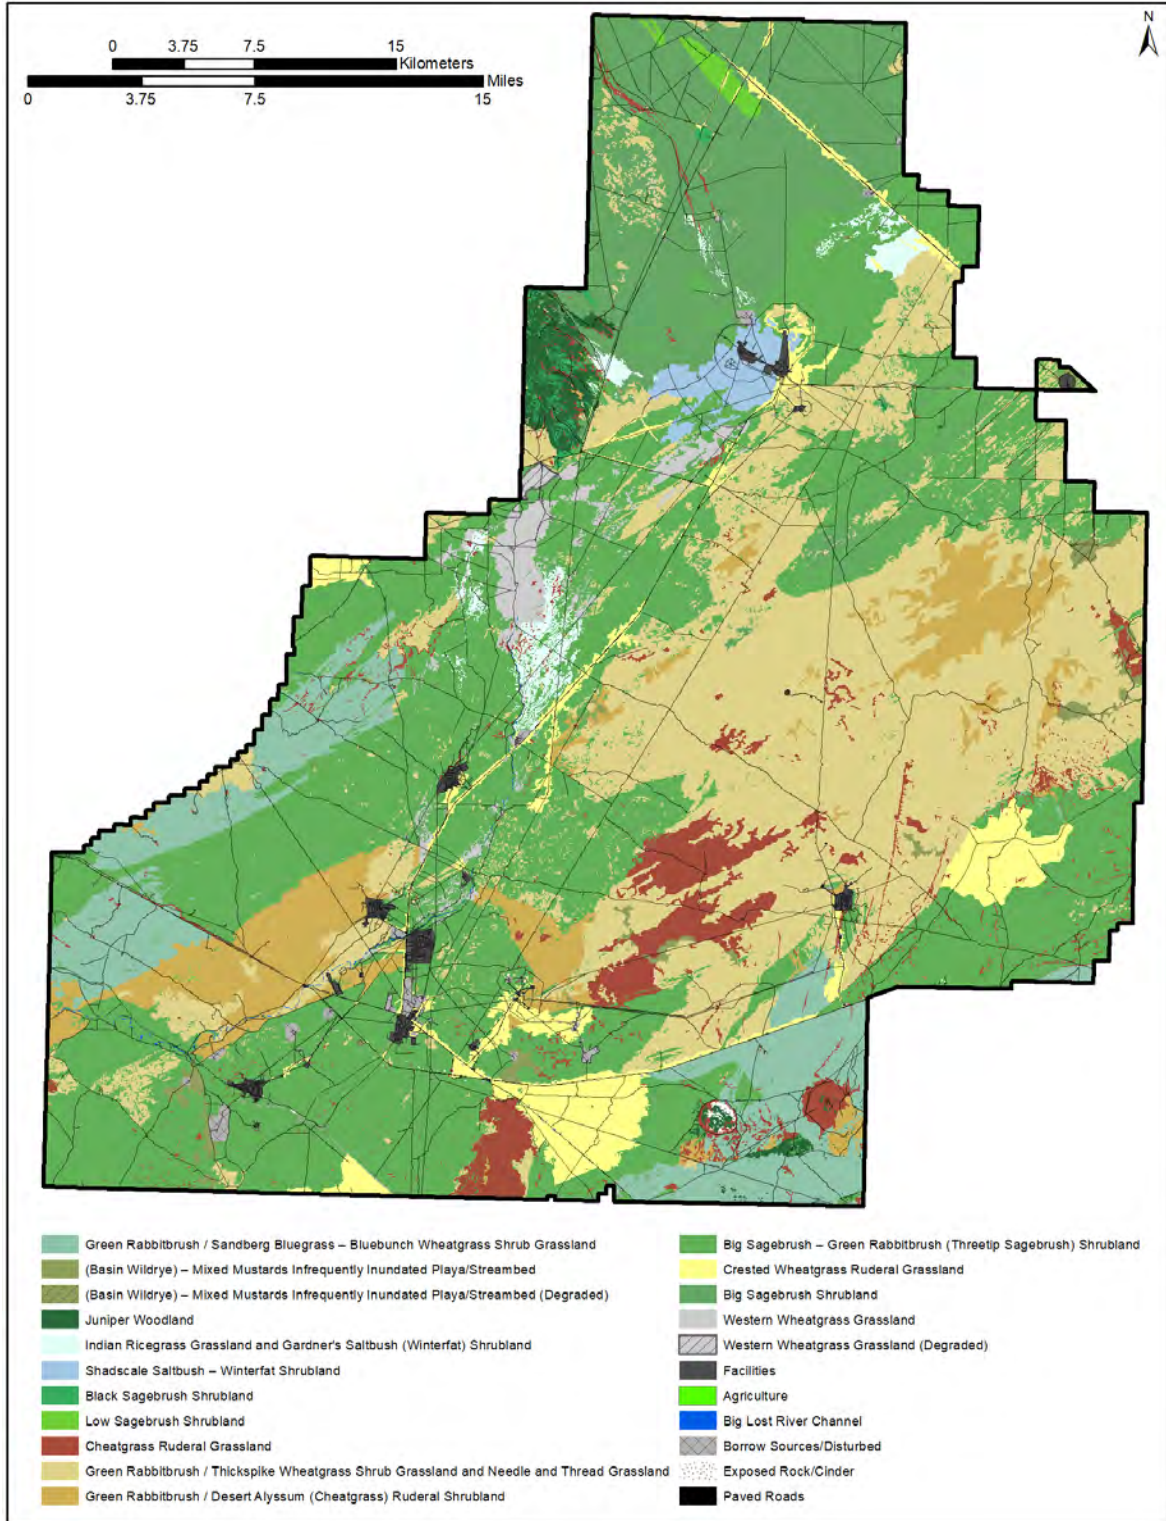 N
0 3.75 7.5 15
Kilometers
Miles
0 3.75 7.5 15
Green Rabbitbrush / Sandberg Bluegrass – Bluebunch Wheatgrass Shrub Grassland
(Basin Wildrye) – Mixed Mustards Infrequently Inundated Playa/Streambed
(Basin Wildrye) – Mixed Mustards Infrequently Inundated Playa/Streambed (Degraded)
Juniper Woodland
Indian Ricegrass Grassland and Gardner's Saltbush (Winterfat) Shrubland
Shadscale Saltbush – Winterfat Shrubland
Black Sagebrush Shrubland
Low Sagebrush Shrubland
Cheatgrass Ruderal Grassland
Green Rabbitbrush / Thickspike Wheatgrass Shrub Grassland and Needle and Thread Grassland
Green Rabbitbrush / Desert Alyssum (Cheatgrass) Ruderal Shrubland
Big Sagebrush – Green Rabbitbrush (Threetip Sagebrush) Shrubland
Crested Wheatgrass Ruderal Grassland
Big Sagebrush Shrubland
Western Wheatgrass Grassland
Western Wheatgrass Grassland (Degraded)
Facilities
Agriculture
Big Lost River Channel
Borrow Sources/Disturbed
Exposed Rock/Cinder
Paved Roads